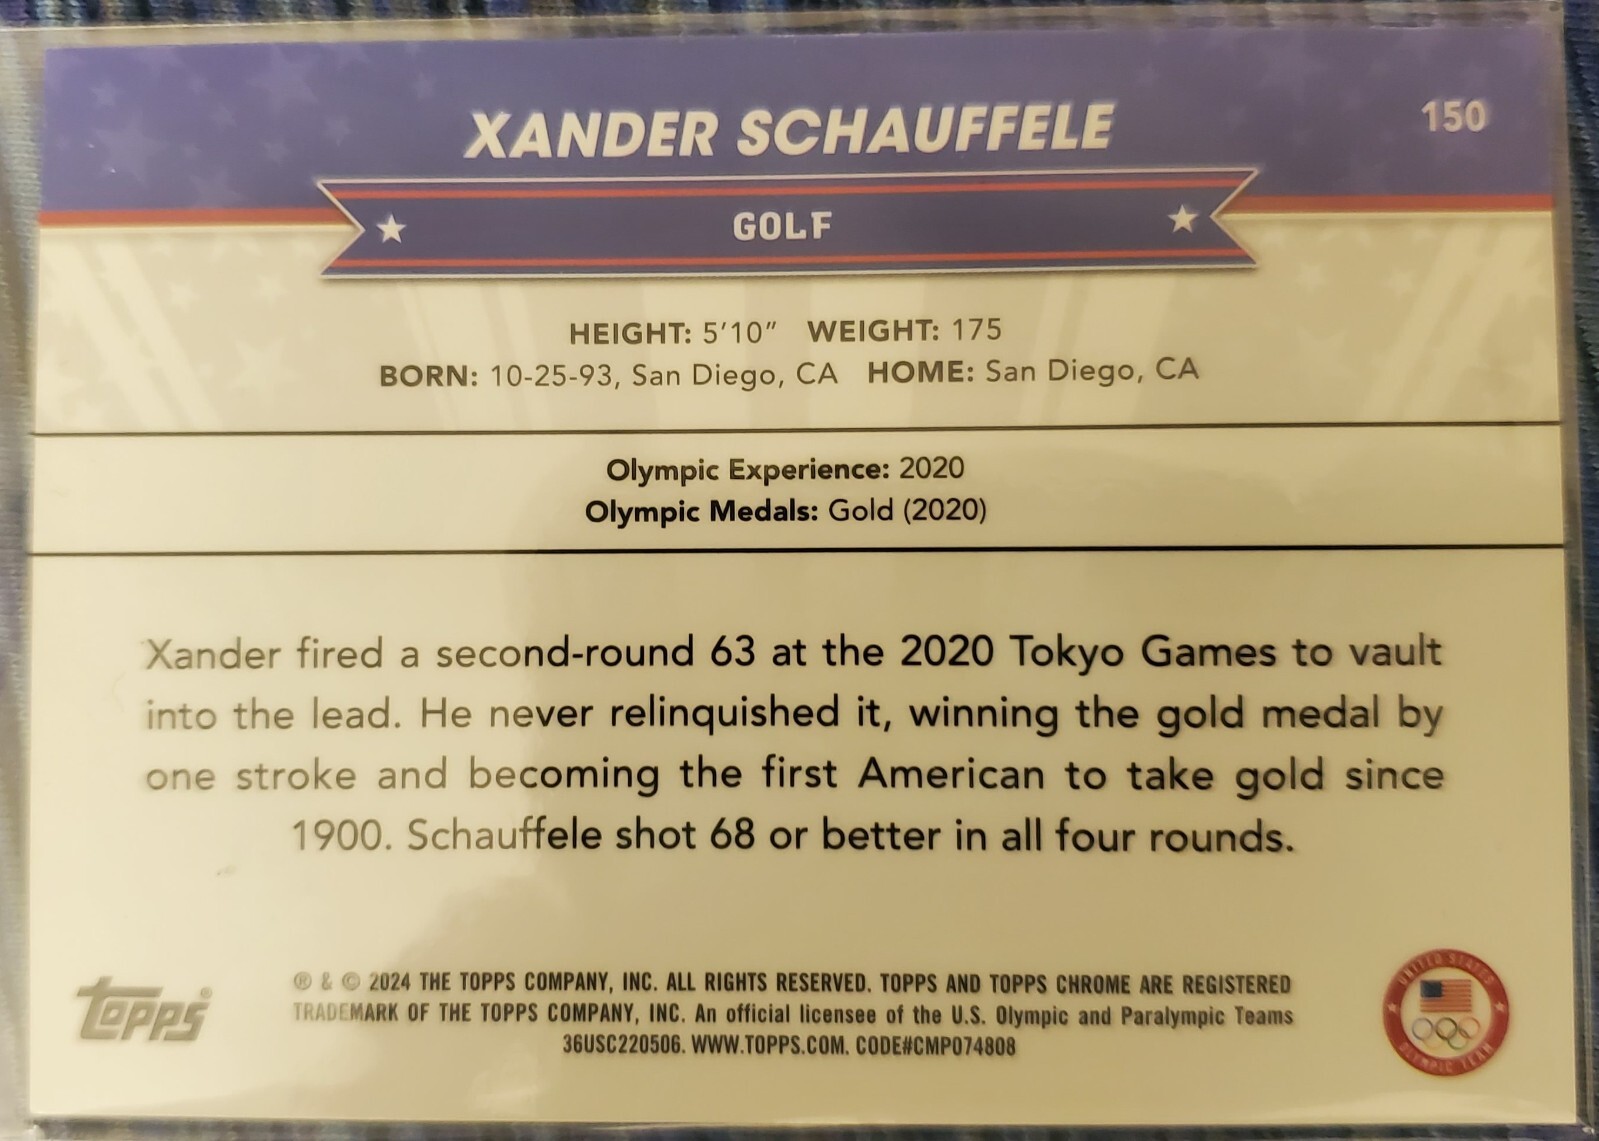 XANDER SCHAUFFELE
150
GOLF
HEIGHT: 5'10" WEIGHT: 175
BORN: 10-25-93, San Diego, CA HOME: San Diego, CA
Olympic Experience: 2020
Olympic Medals: Gold (2020)
Xander fired a second-round 63 at the 2020 Tokyo Games to vault
into the lead. He never relinquished it, winning the gold medal by
one stroke and becoming the first American to take gold since
1900. Schauffele shot 68 or better in all four rounds.
TOPPS®
® & © 2024 THE TOPPS COMPANY, INC. ALL RIGHTS RESERVED. TOPPS AND TOPPS CHROME ARE REGISTERED
TRADEMARK OF THE TOPPS COMPANY, INC. An official licensee of the U.S. Olympic and Paralympic Teams
36USC220506. WWW.TOPPS.COM. CODE#CMP074808
UNITED STATES
OLYMPIC TEAM